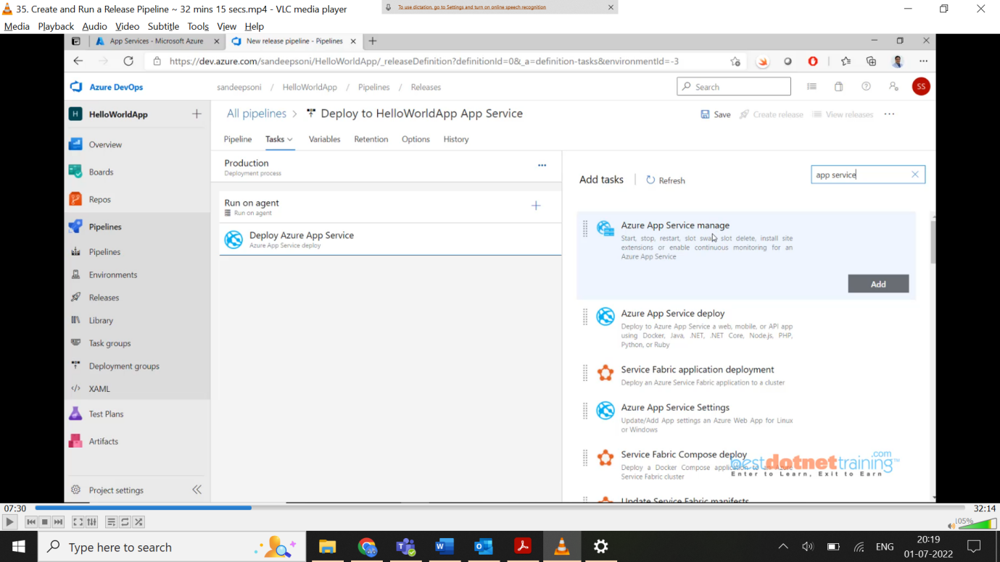 35. Create and Run a Release Pipeline ~ 32 mins 15 secs.mp4 - VLC media player
To use dictation, go to Settings and turn on online speech recognition
Media Playback Audio Video Subtitle Tools View Help
App Services - Microsoft Azure
New release pipeline - Pipelines
https://dev.azure.com/sandeepsoni/HelloWorldApp/_releaseDefinition?definitionId=0&_a=definition-tasks&environmentId=-3
Azure DevOps
sandeepsoni / HelloWorldApp / Pipelines / Releases
Search
SS
H HelloWorldApp
Overview
Boards
Repos
Pipelines
Pipelines
Environments
Releases
Library
Task groups
Deployment groups
XAML
Test Plans
Artifacts
Project settings
All pipelines > Deploy to HelloWorldApp App Service
Save Create release View releases ...
Pipeline Tasks Variables Retention Options History
Production
Deployment process
Run on agent
Run on agent
Deploy Azure App Service
Azure App Service deploy
Add tasks | Refresh
app service
Azure App Service manage
Start, stop, restart, slot swap, slot delete, install site
extensions or enable continuous monitoring for an
Azure App Service
Add
Azure App Service deploy
Deploy to Azure App Service a web, mobile, or API app
using Docker, Java, .NET, .NET Core, Node.js, PHP,
Python, or Ruby
Service Fabric application deployment
Deploy an Azure Service Fabric application to a cluster
Azure App Service Settings
Update/Add App settings an Azure Web App for Linux
or Windows
Service Fabric Compose deploy
Deploy a Docker Compose application to an Azure
Service Fabric cluster
Update Service Fabric manifests
bestdotnettraining.com™
Enter to Learn, Exit to Earn
07:30
32:14
105%
Type here to search
ENG
20:19
01-07-2022